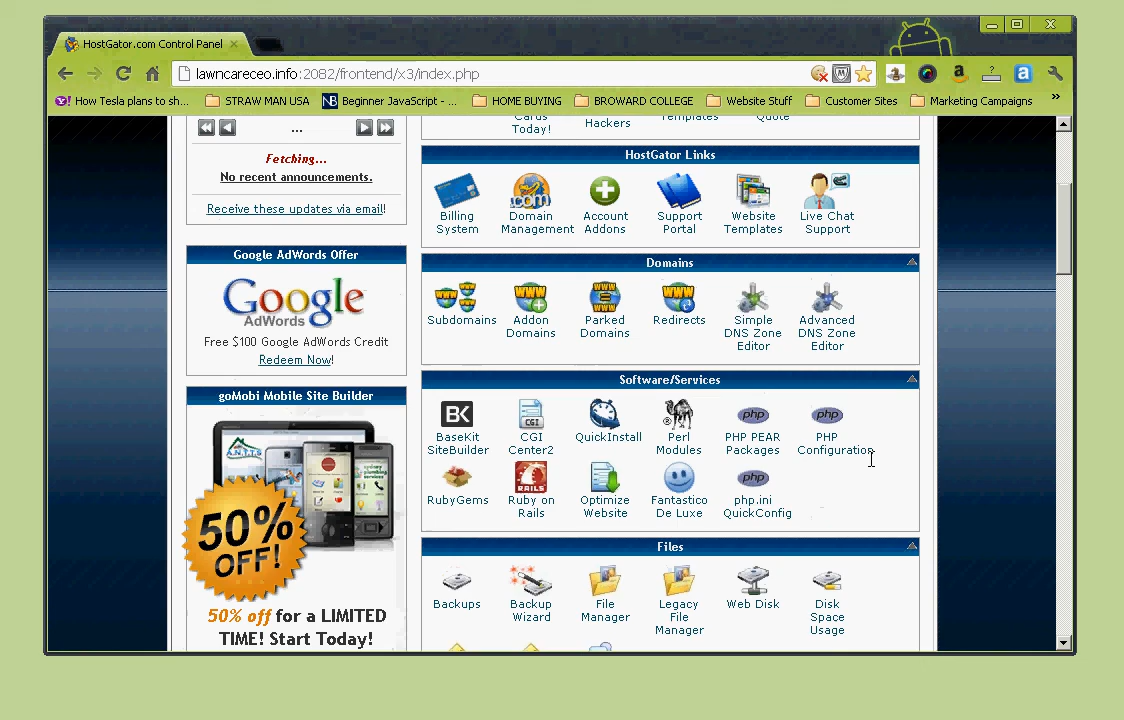 HostGator.com Control Panel
lawncareceo.info:2082/frontend/x3/index.php
How Tesla plans to sh...
STRAW MAN USA
Beginner JavaScript - ...
HOME BUYING
BROWARD COLLEGE
Website Stuff
Customer Sites
Marketing Campaigns
»
...
Fetching...
No recent announcements.
Receive these updates via email!
Google AdWords Offer
Google
AdWords
Free $100 Google AdWords Credit
Redeem Now!
goMobi Mobile Site Builder
50%
OFF!
50% off for a LIMITED
TIME! Start Today!
Cards
Today!
Hackers
Templates
Quote
HostGator Links
Billing
System
Domain
Management
Account
Addons
Support
Portal
Website
Templates
Live Chat
Support
Domains
Subdomains
Addon
Domains
Parked
Domains
Redirects
Simple
DNS Zone
Editor
Advanced
DNS Zone
Editor
Software/Services
BaseKit
SiteBuilder
CGI
Center2
QuickInstall
Perl
Modules
PHP PEAR
Packages
PHP
Configuration
RubyGems
Ruby on
Rails
Optimize
Website
Fantastico
De Luxe
php.ini
QuickConfig
Files
Backups
Backup
Wizard
File
Manager
Legacy
File
Manager
Web Disk
Disk
Space
Usage